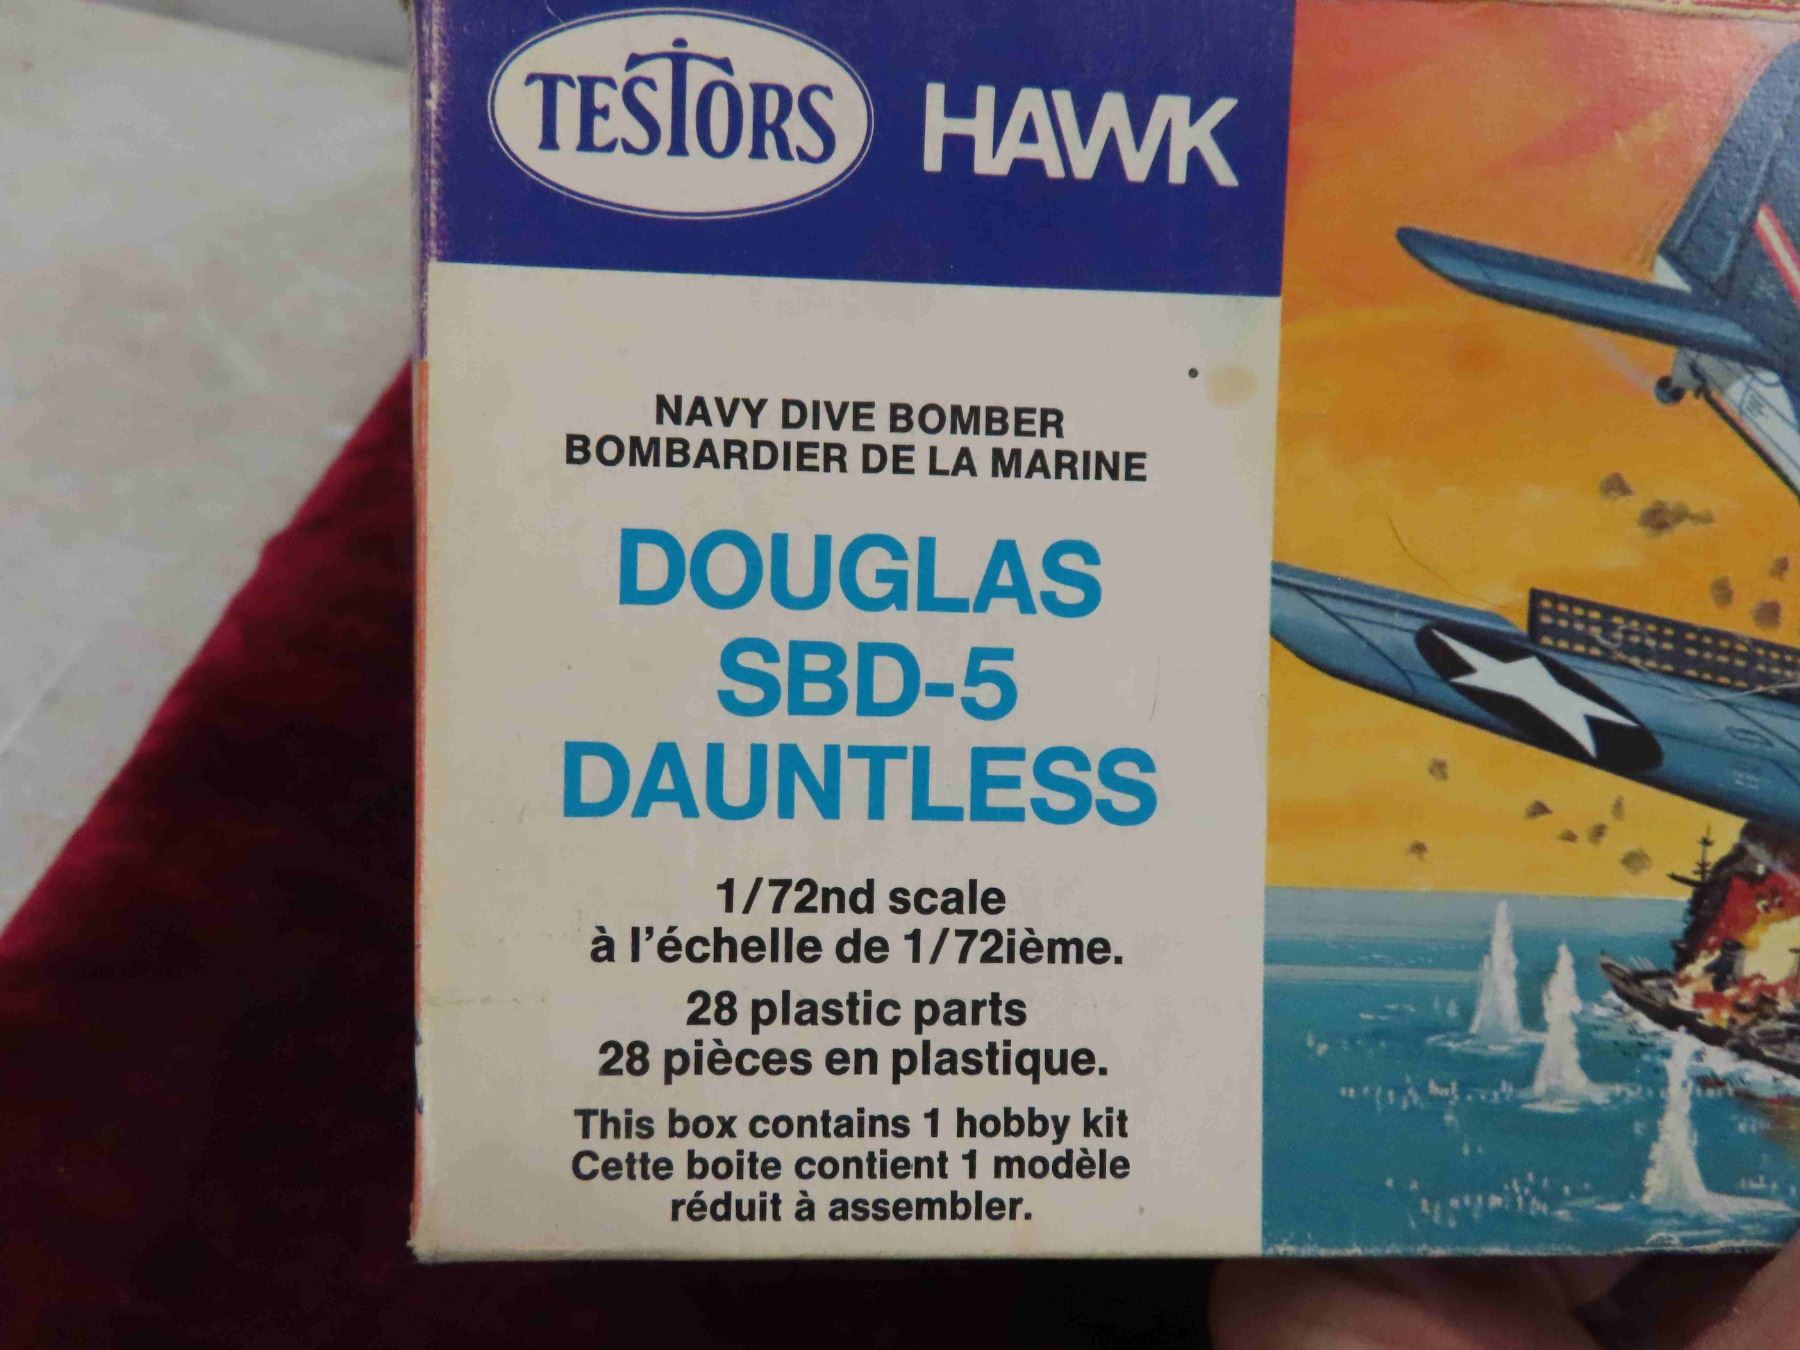 TESTORS HAWK
NAVY DIVE BOMBER
BOMBARDIER DE LA MARINE
DOUGLAS
SBD-5
DAUNTLESS
1/72nd scale
à l'échelle de 1/72ième.
28 plastic parts
28 pièces en plastique.
This box contains 1 hobby kit
Cette boite contient 1 modèle
réduit à assembler.